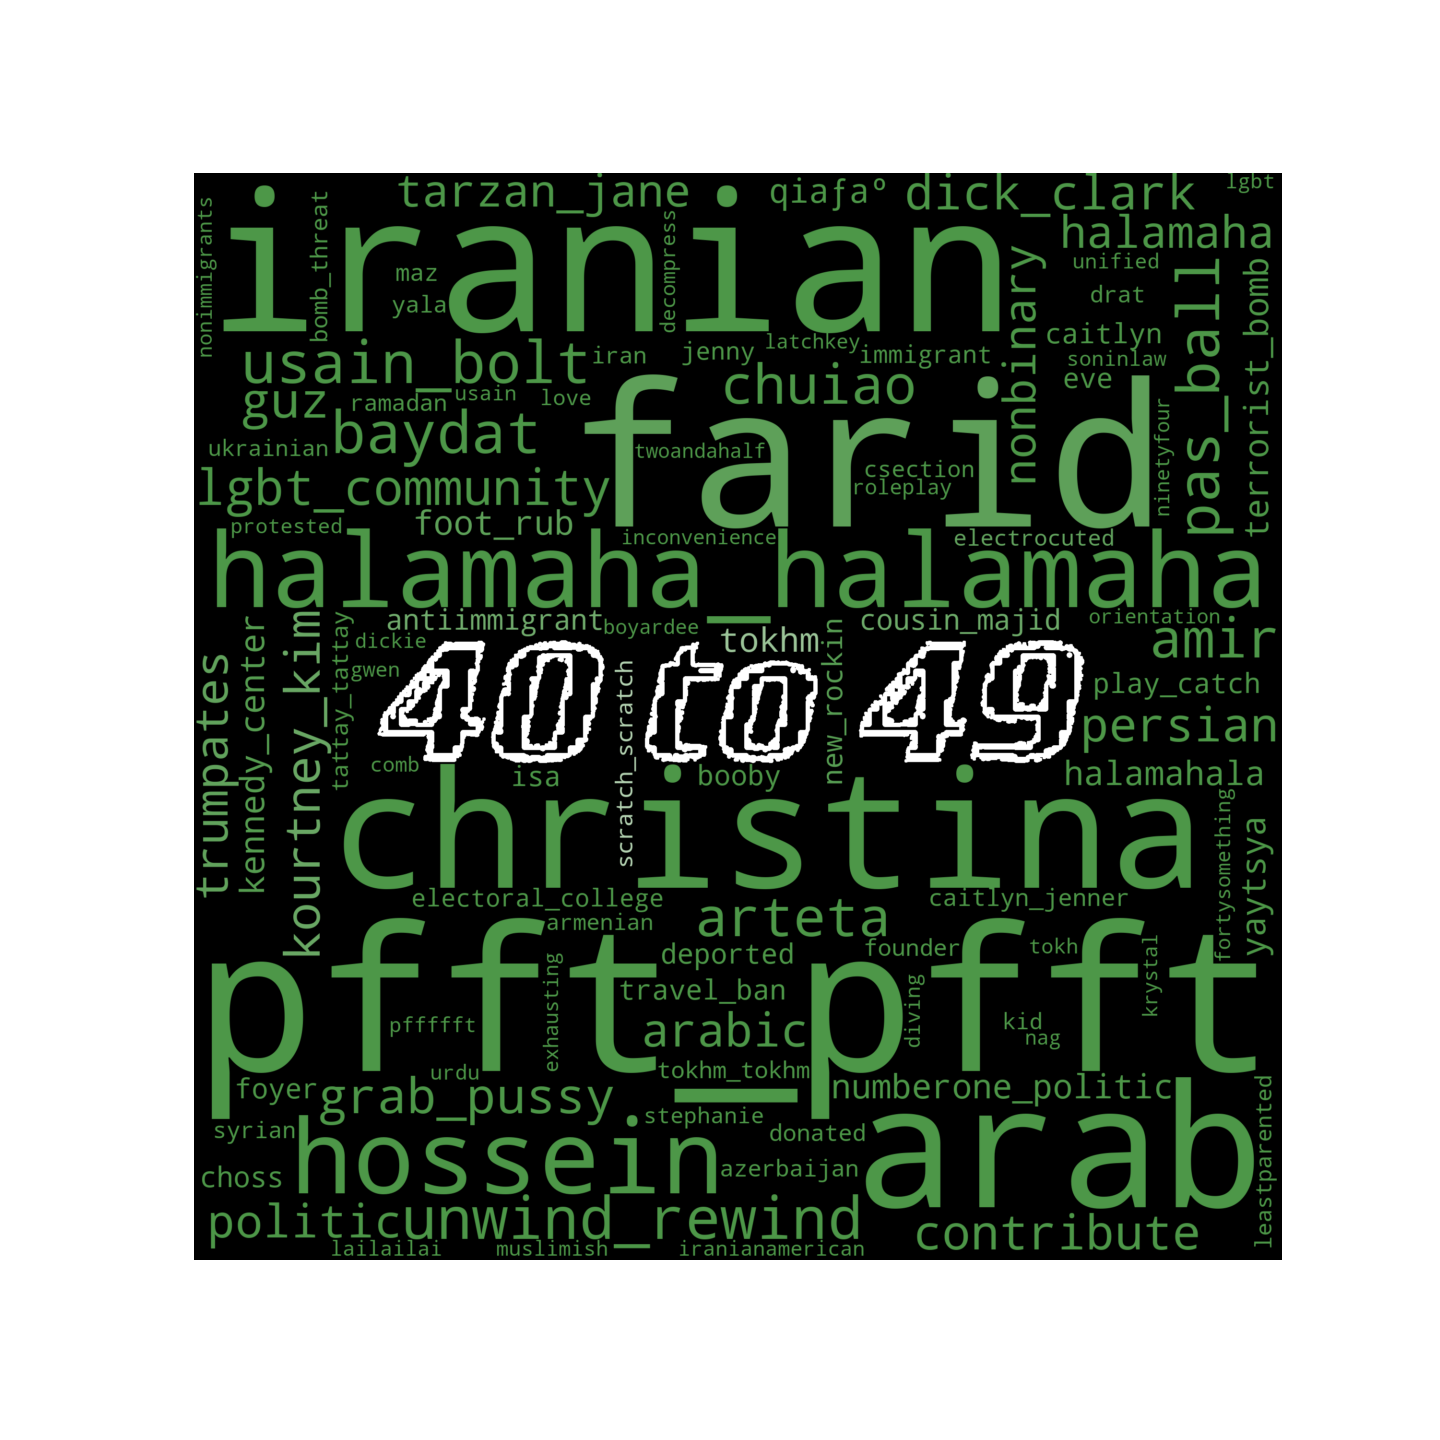 tarzan_jane
qiaƒaº
dick_clark
lgbt
nonimmigrants
bomb_threat
iranian
maz
yala
decompress
halamaha
unified
drat
nonbinary
pas_ball
terrorist_bomb
usain_bolt
iran
jenny
latchkey
immigrant
caitlyn
soninlaw
eve
guz
ramadan
usain
love
chuiao
farid
ukrainian
baydat
twoandahalf
csection
roleplay
ninetyfour
lgbt_community
protested
foot_rub
inconvenience
electrocuted
halamaha_halamaha
antiimmigrant
boyardee
cousin_majid
orientation
trumpates
kennedy_center
kourtney_kim
tattay_tattay
dickie
gwen
tokhm
new_rockin
amir
40 to 49
scratch_scratch
play_catch
persian
comb
isa
booby
halamahala
christina
fortysomething
yaytsya
electoral_college
armenian
arteta
caitlyn_jenner
pfft_pfft
deported
founder
tokh
krystal
exhausting
travel_ban
diving
pffffft
arabic
kid
nag
urdu
tokhm_tokhm
foyer
grab_pussy
numberone_politic
stephanie
syrian
hossein
donated
arab
leastparented
choss
azerbaijan
politic
unwind_rewind
contribute
lailailai
muslimish
iranianamerican